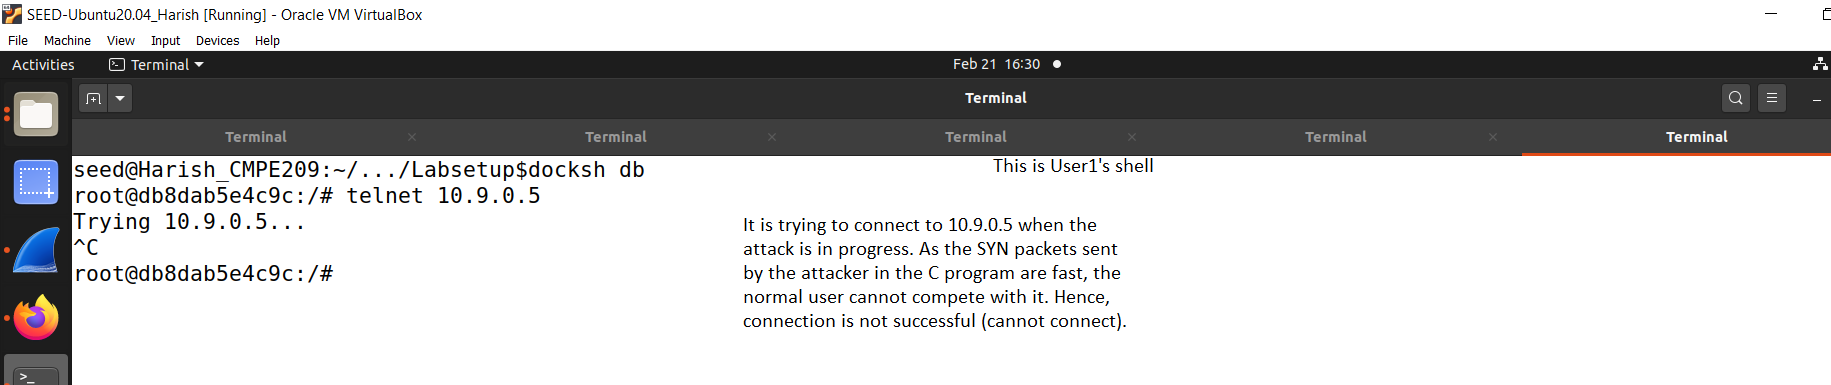 SEED-Ubuntu20.04_Harish [Running] - Oracle VM VirtualBox
File Machine View Input Devices Help
Activities Terminal Feb 21 16:30
Terminal
Terminal Terminal Terminal Terminal Terminal
seed@Harish_CMPE209:~/.../Labsetup$docksh db
This is User1's shell
root@db8dab5e4c9c:/# telnet 10.9.0.5
Trying 10.9.0.5...
^C
root@db8dab5e4c9c:/#
It is trying to connect to 10.9.0.5 when the
attack is in progress. As the SYN packets sent
by the attacker in the C program are fast, the
normal user cannot compete with it. Hence,
connection is not successful (cannot connect).